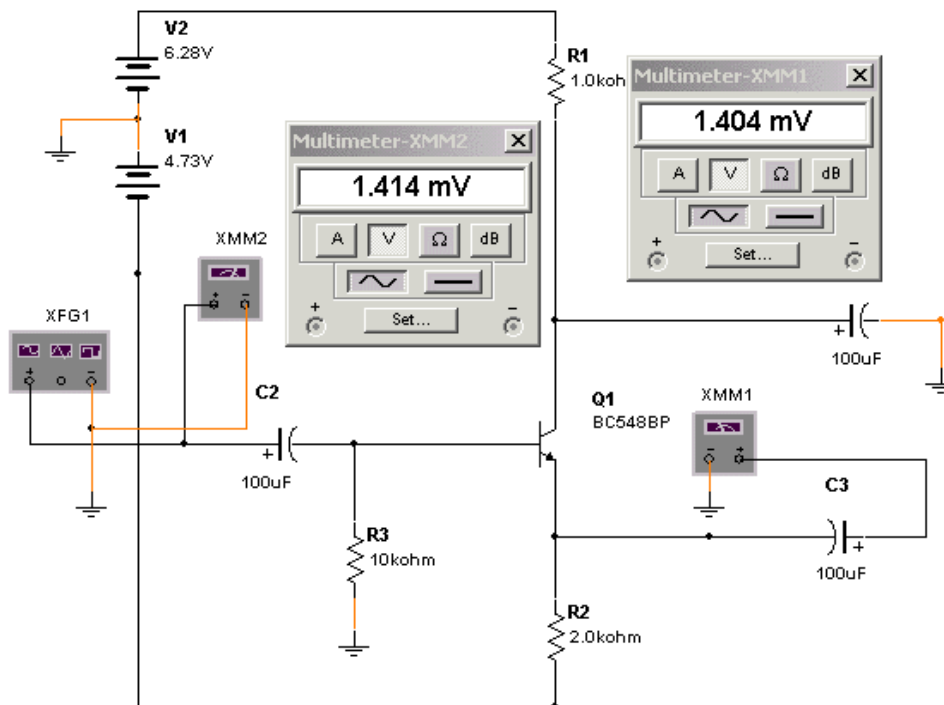 V2
6.28V
R1
1.0kohm
Multimeter-XMM1
1.404 mV
A V Ω dB
Set...
+ −
V1
4.73V
Multimeter-XMM2
1.414 mV
A V Ω dB
Set...
+ −
XMM2
+ −
XFG1
+ −
C2
+
100uF
+
100uF
Q1
BC548BP
XMM1
− +
C3
+
100uF
R3
10kohm
R2
2.0kohm